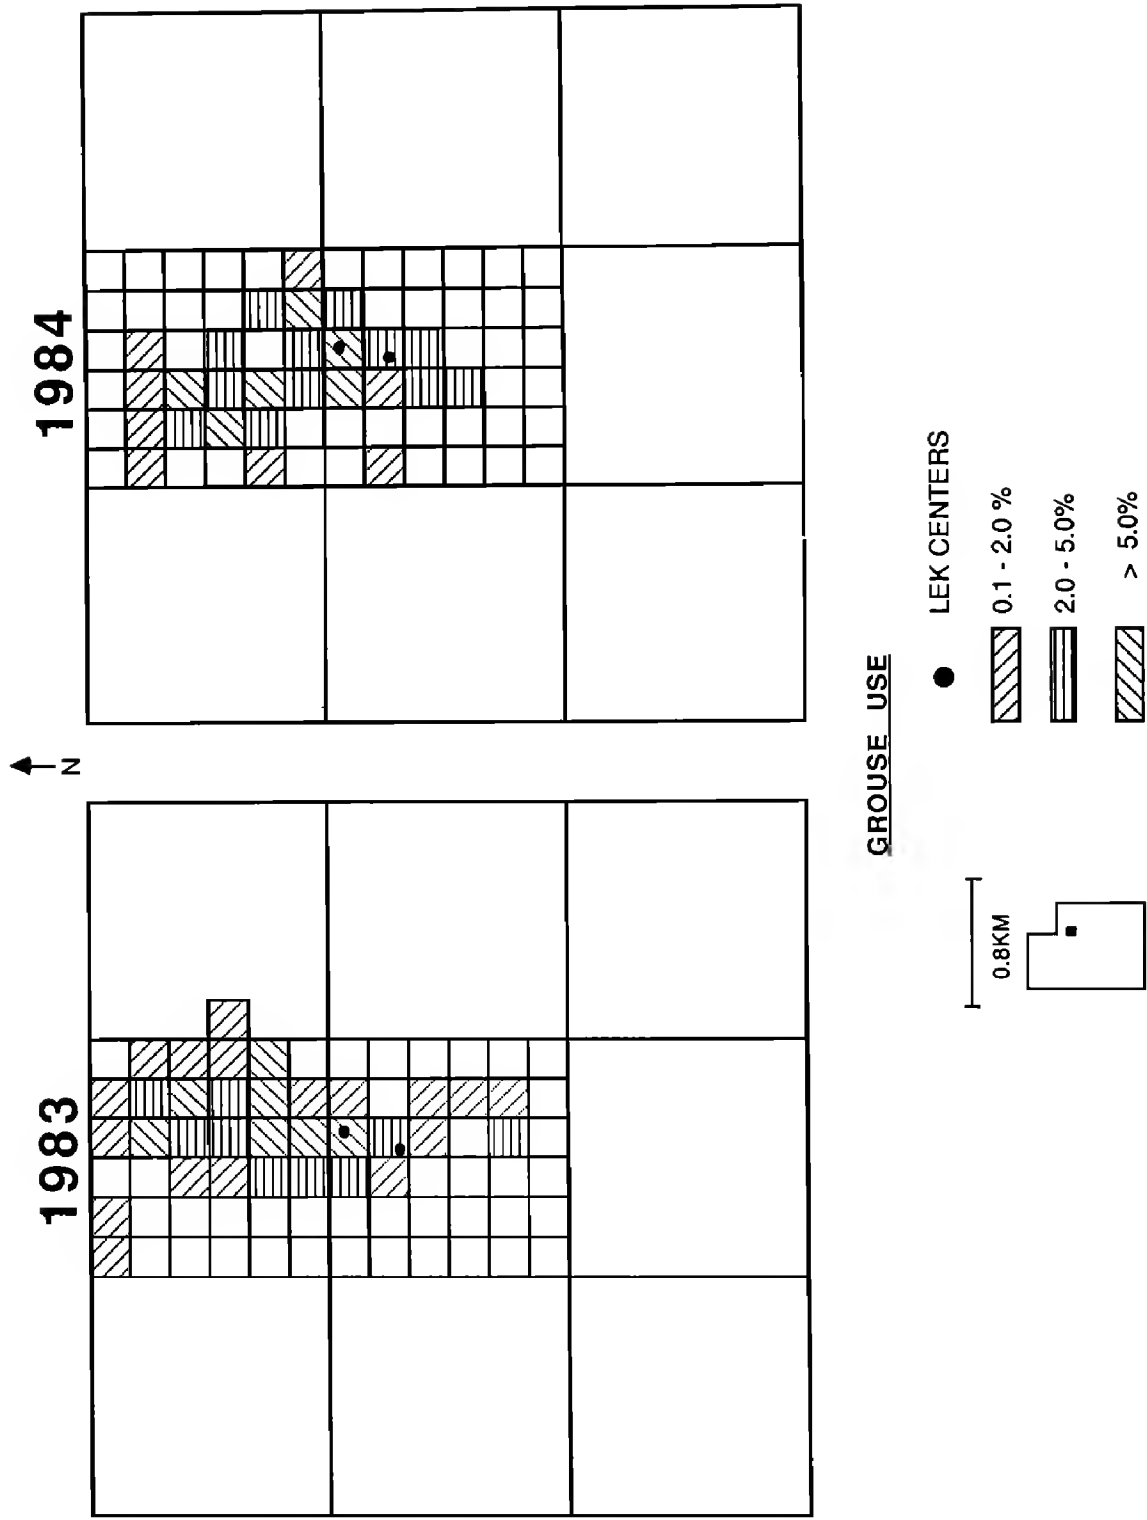 1983
1984
N
GROUSE USE
LEK CENTERS
0.1 - 2.0 %
2.0 - 5.0%
> 5.0%
0.8KM